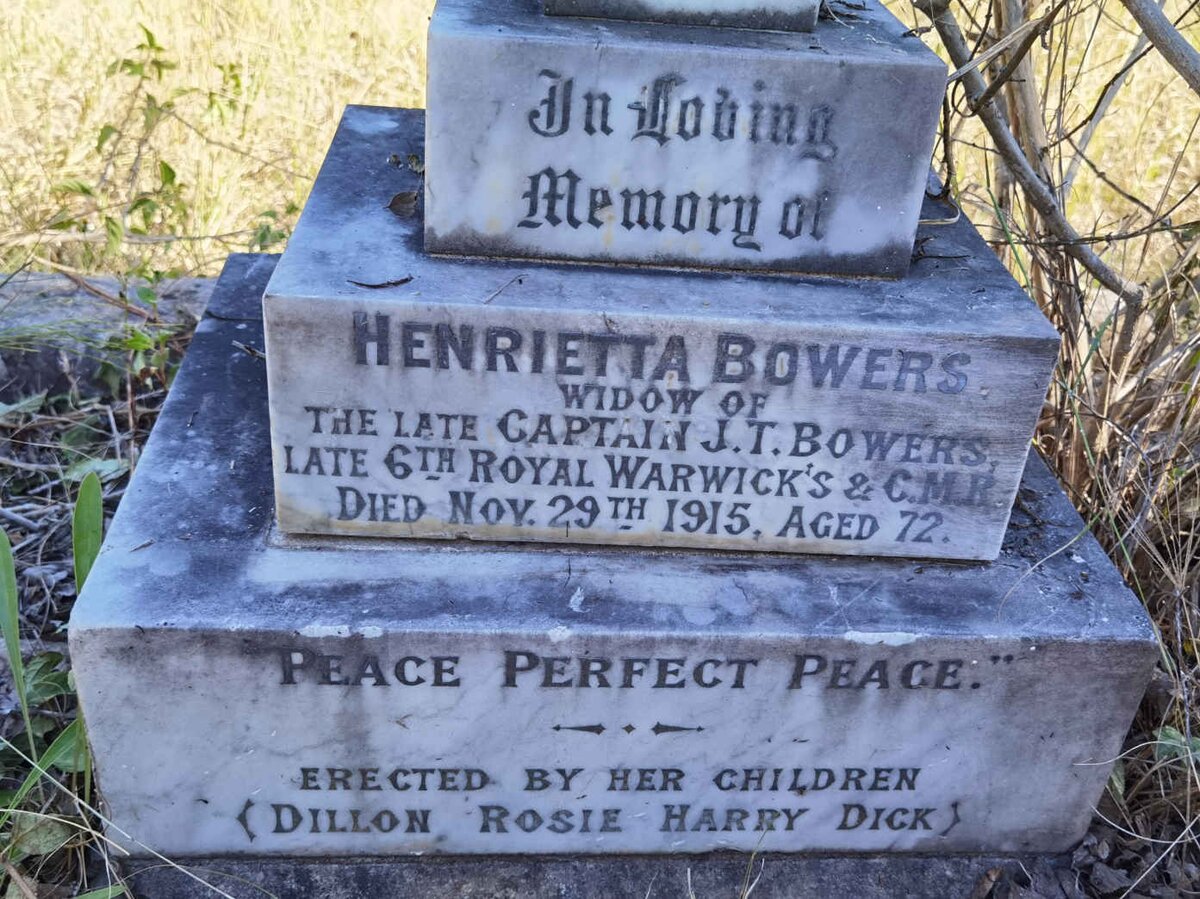 In Loving
Memory of
HENRIETTA BOWERS.
WIDOW OF
THE LATE CAPTAIN J.T. BOWERS,
LATE 6TH ROYAL WARWICK'S & C.M.R.
DIED NOV. 29TH 1915, AGED 72.
"PEACE PERFECT PEACE."
ERECTED BY HER CHILDREN
(DILLON ROSIE HARRY DICK)